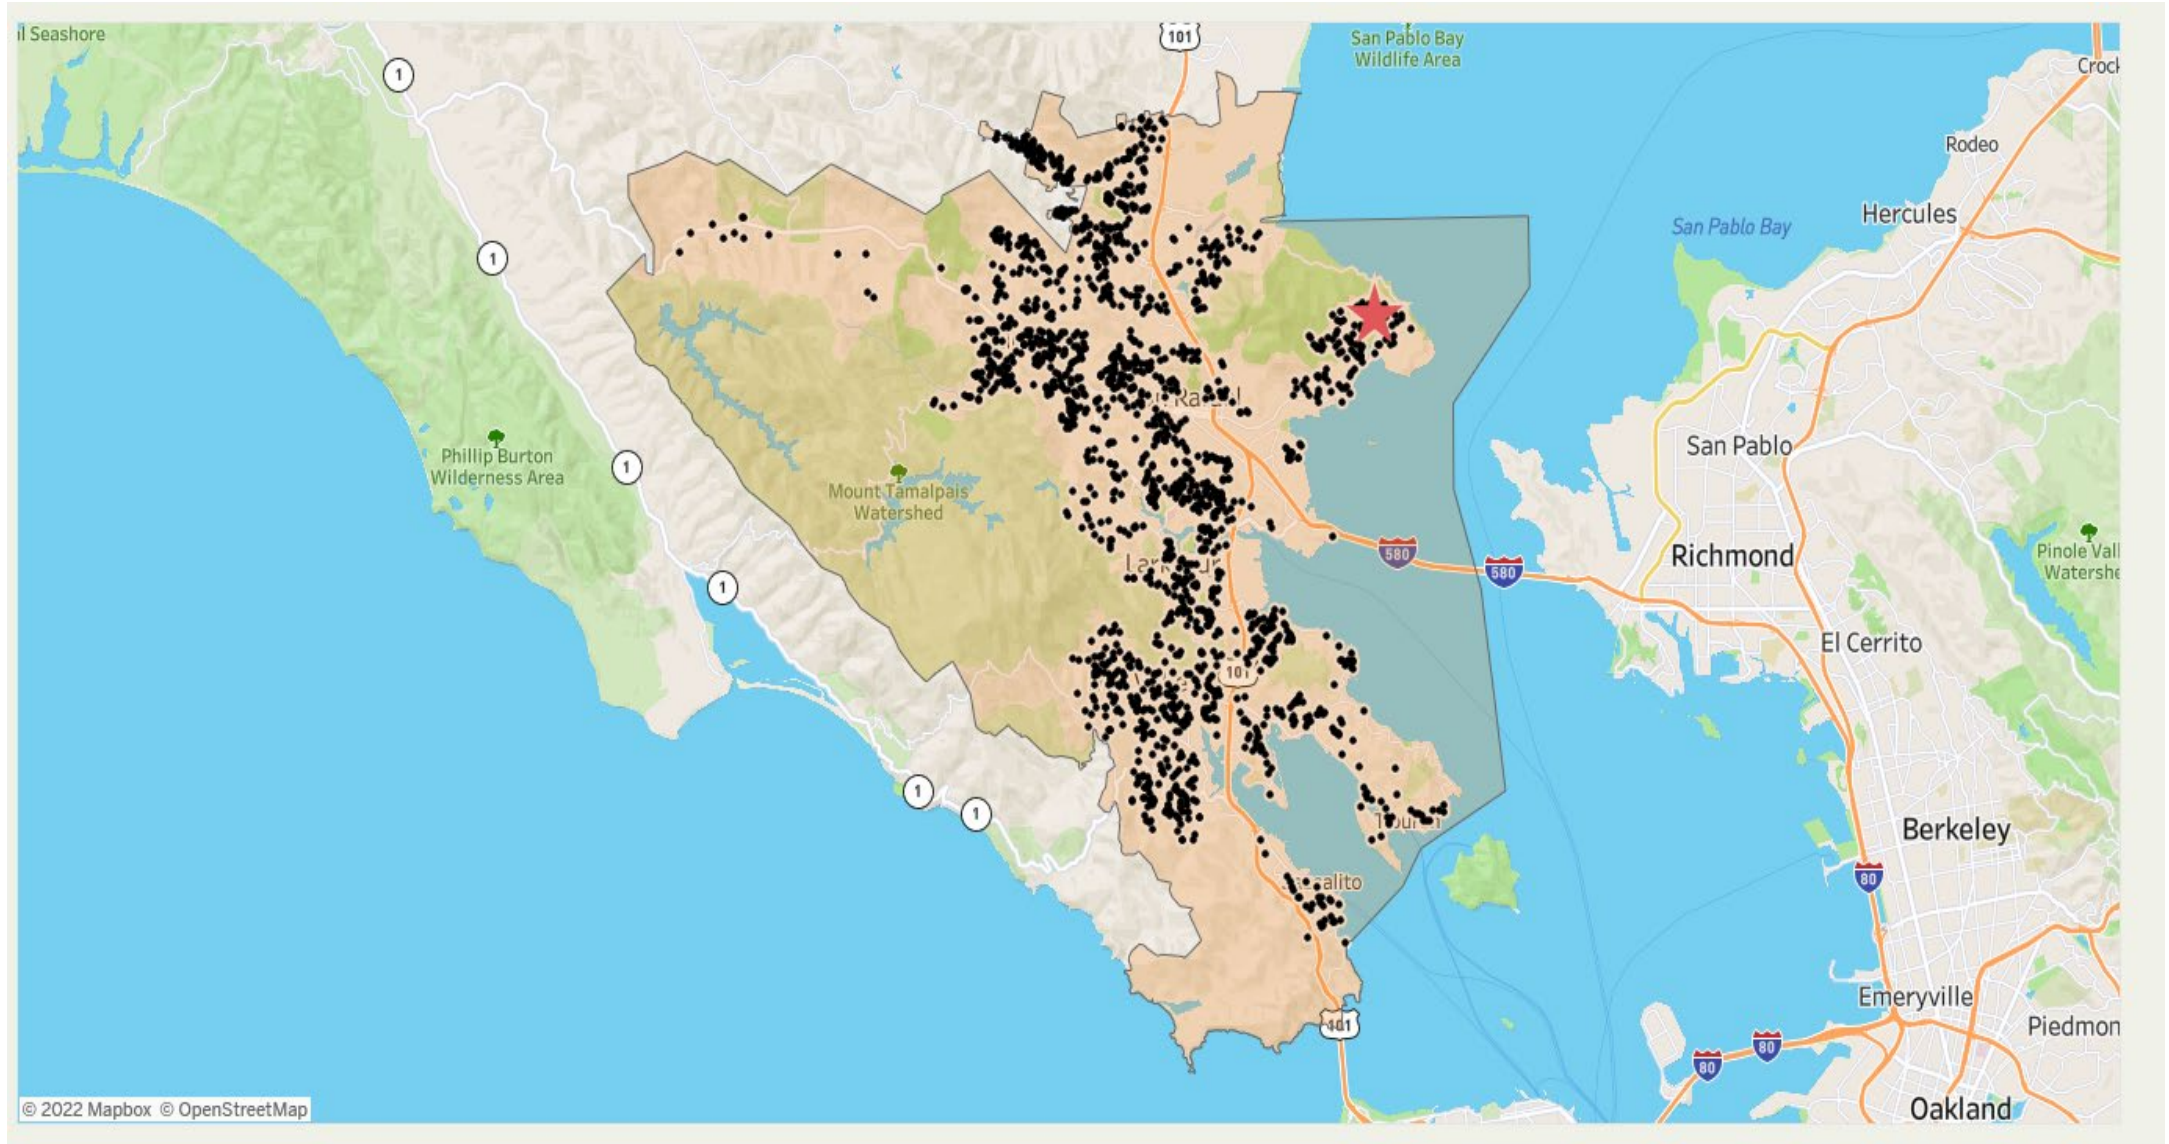 il Seashore
101
San Pablo Bay
Wildlife Area
Crock
1
Rodeo
Hercules
San Pablo Bay
1
San Pablo
Phillip Burton
Wilderness Area
1
Mount Tamalpais
Watershed
580
580
Richmond
Pinole Vall
Watershe
1
El Cerrito
101
1
1
Berkeley
80
Emeryville
101
Piedmon
80
80
© 2022 Mapbox © OpenStreetMap
Oakland